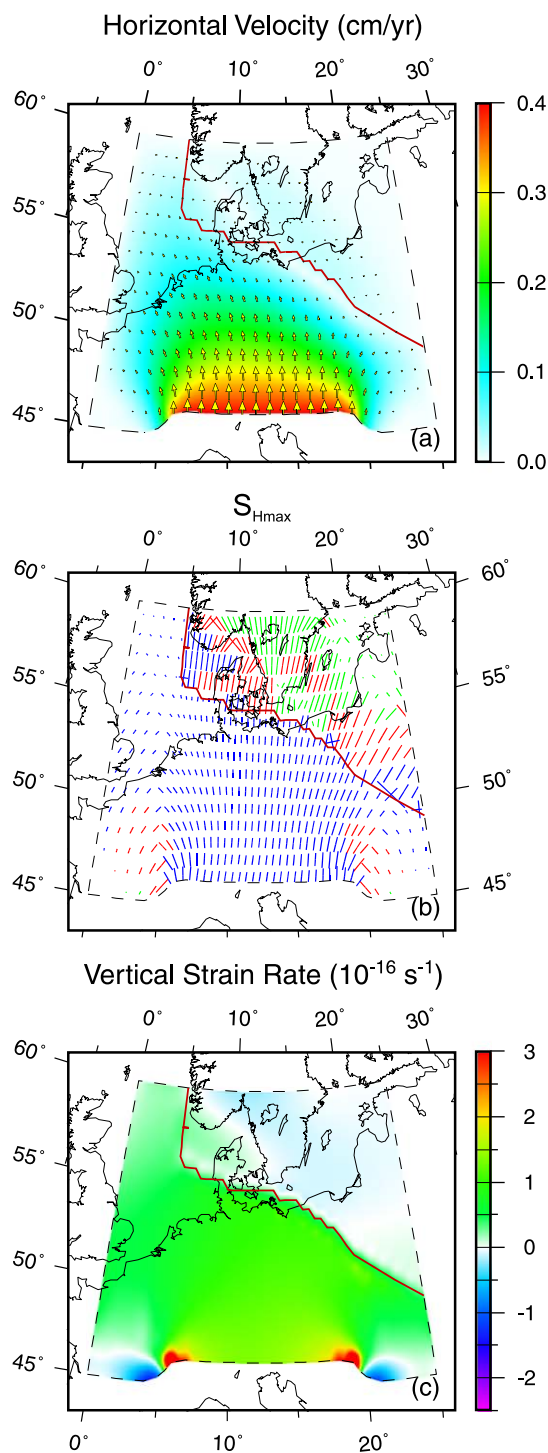 Horizontal Velocity (cm/yr)
0° 10° 20° 30°
60° 0.4
55° 0.3
50° 0.2
45° 0.1
(a) 0.0
S_Hmax
0° 10° 20° 30°
60° 60°
55° 55°
50° 50°
45° 45°
(b)
Vertical Strain Rate (10^-16 s^-1)
0° 10° 20° 30°
60° 3
2
55° 1
50° 0
-1
45° -2
(c)
0° 10° 20°